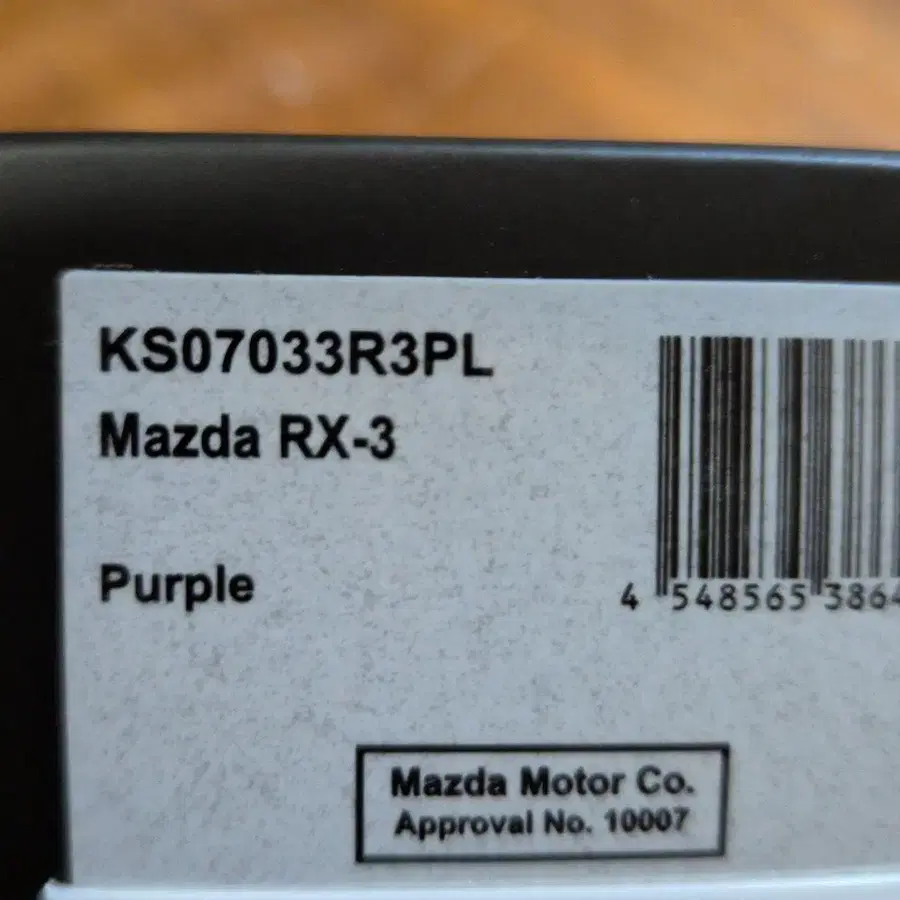 KS07033R3PL
Mazda RX-3
Purple
4 548565 3864
Mazda Motor Co.
Approval No. 10007